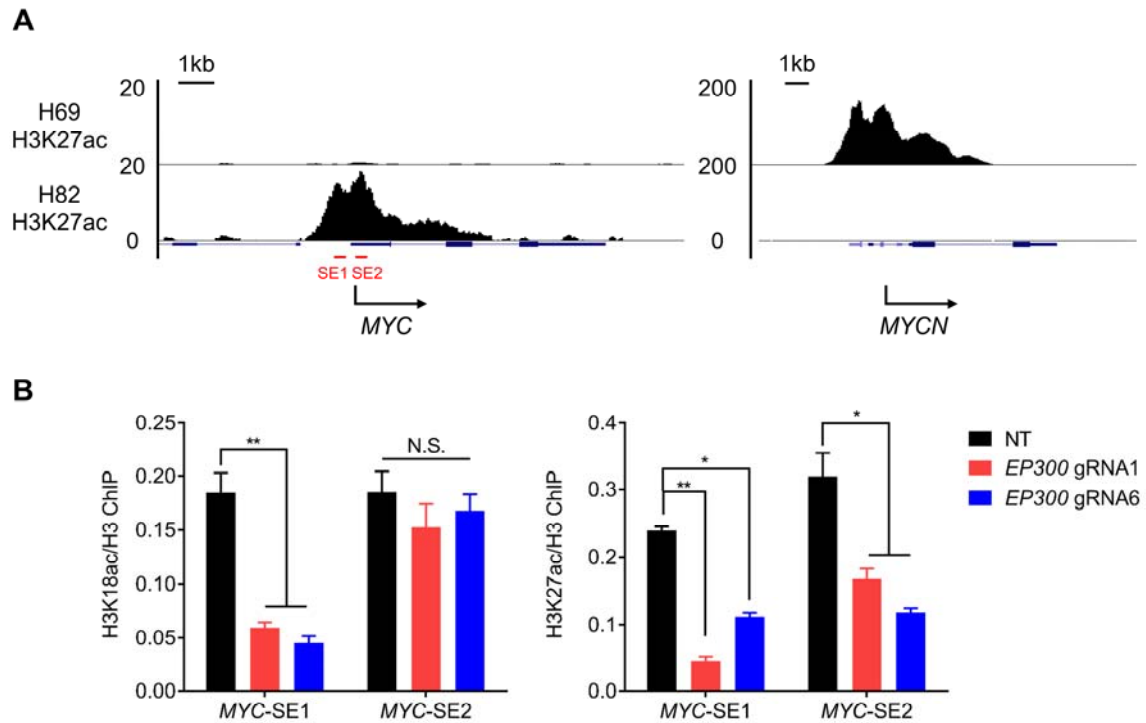 A
1kb
1kb
20
200
H69
H3K27ac
20
200
H82
H3K27ac
0
0
SE1 SE2
MYC
MYCN
B
0.25
0.20
0.15
0.10
0.05
0.00
H3K18ac/H3 ChIP
**
N.S.
MYC-SE1
MYC-SE2
0.4
0.3
0.2
0.1
0.0
H3K27ac/H3 ChIP
*
**
*
MYC-SE1
MYC-SE2
NT
EP300 gRNA1
EP300 gRNA6